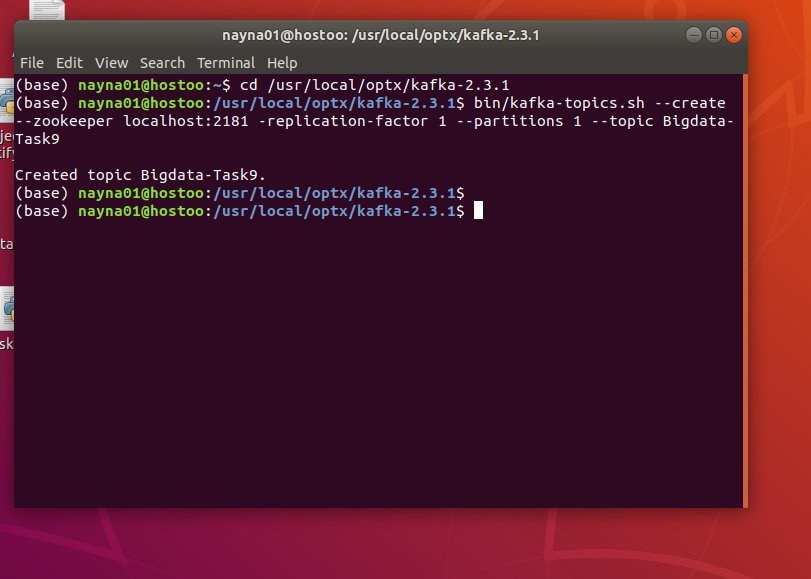 nayna01@hostoo: /usr/local/optx/kafka-2.3.1
File Edit View Search Terminal Help
(base) nayna01@hostoo:~$ cd /usr/local/optx/kafka-2.3.1
(base) nayna01@hostoo:/usr/local/optx/kafka-2.3.1$ bin/kafka-topics.sh --create
--zookeeper localhost:2181 -replication-factor 1 --partitions 1 --topic Bigdata-
Task9
Created topic Bigdata-Task9.
(base) nayna01@hostoo:/usr/local/optx/kafka-2.3.1$
(base) nayna01@hostoo:/usr/local/optx/kafka-2.3.1$